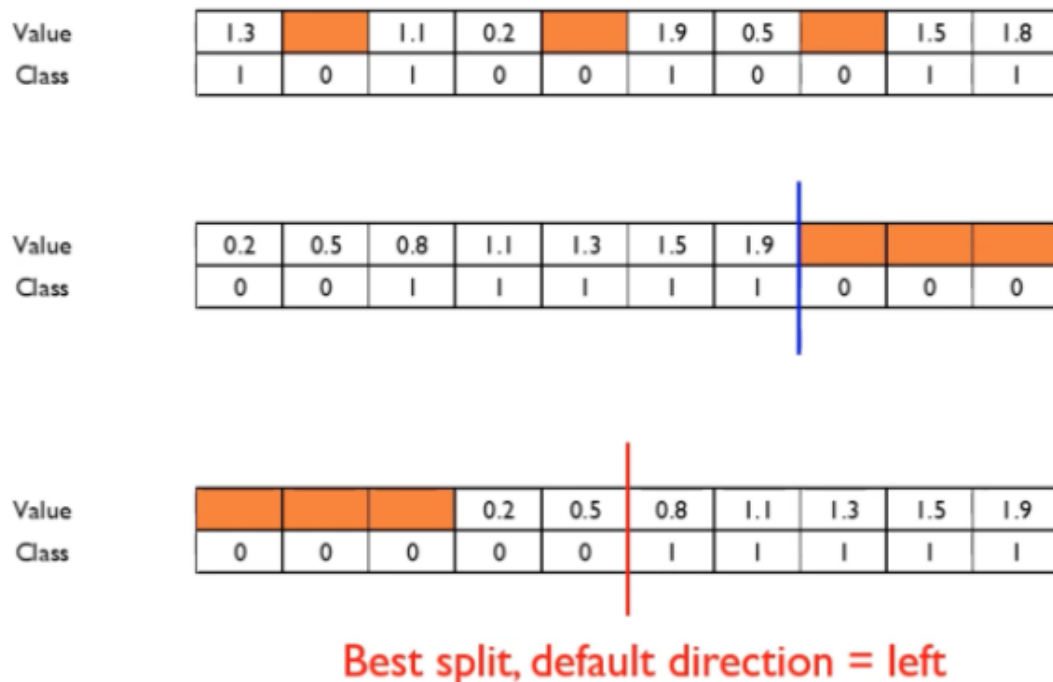 Value 1.3 1.1 0.2 1.9 0.5 1.5 1.8
Class 1 0 1 0 0 1 0 0 1 1
Value 0.2 0.5 0.8 1.1 1.3 1.5 1.9
Class 0 0 1 1 1 1 1 0 0 0
Value 0.2 0.5 0.8 1.1 1.3 1.5 1.9
Class 0 0 0 0 0 1 1 1 1 1
Best split, default direction = left